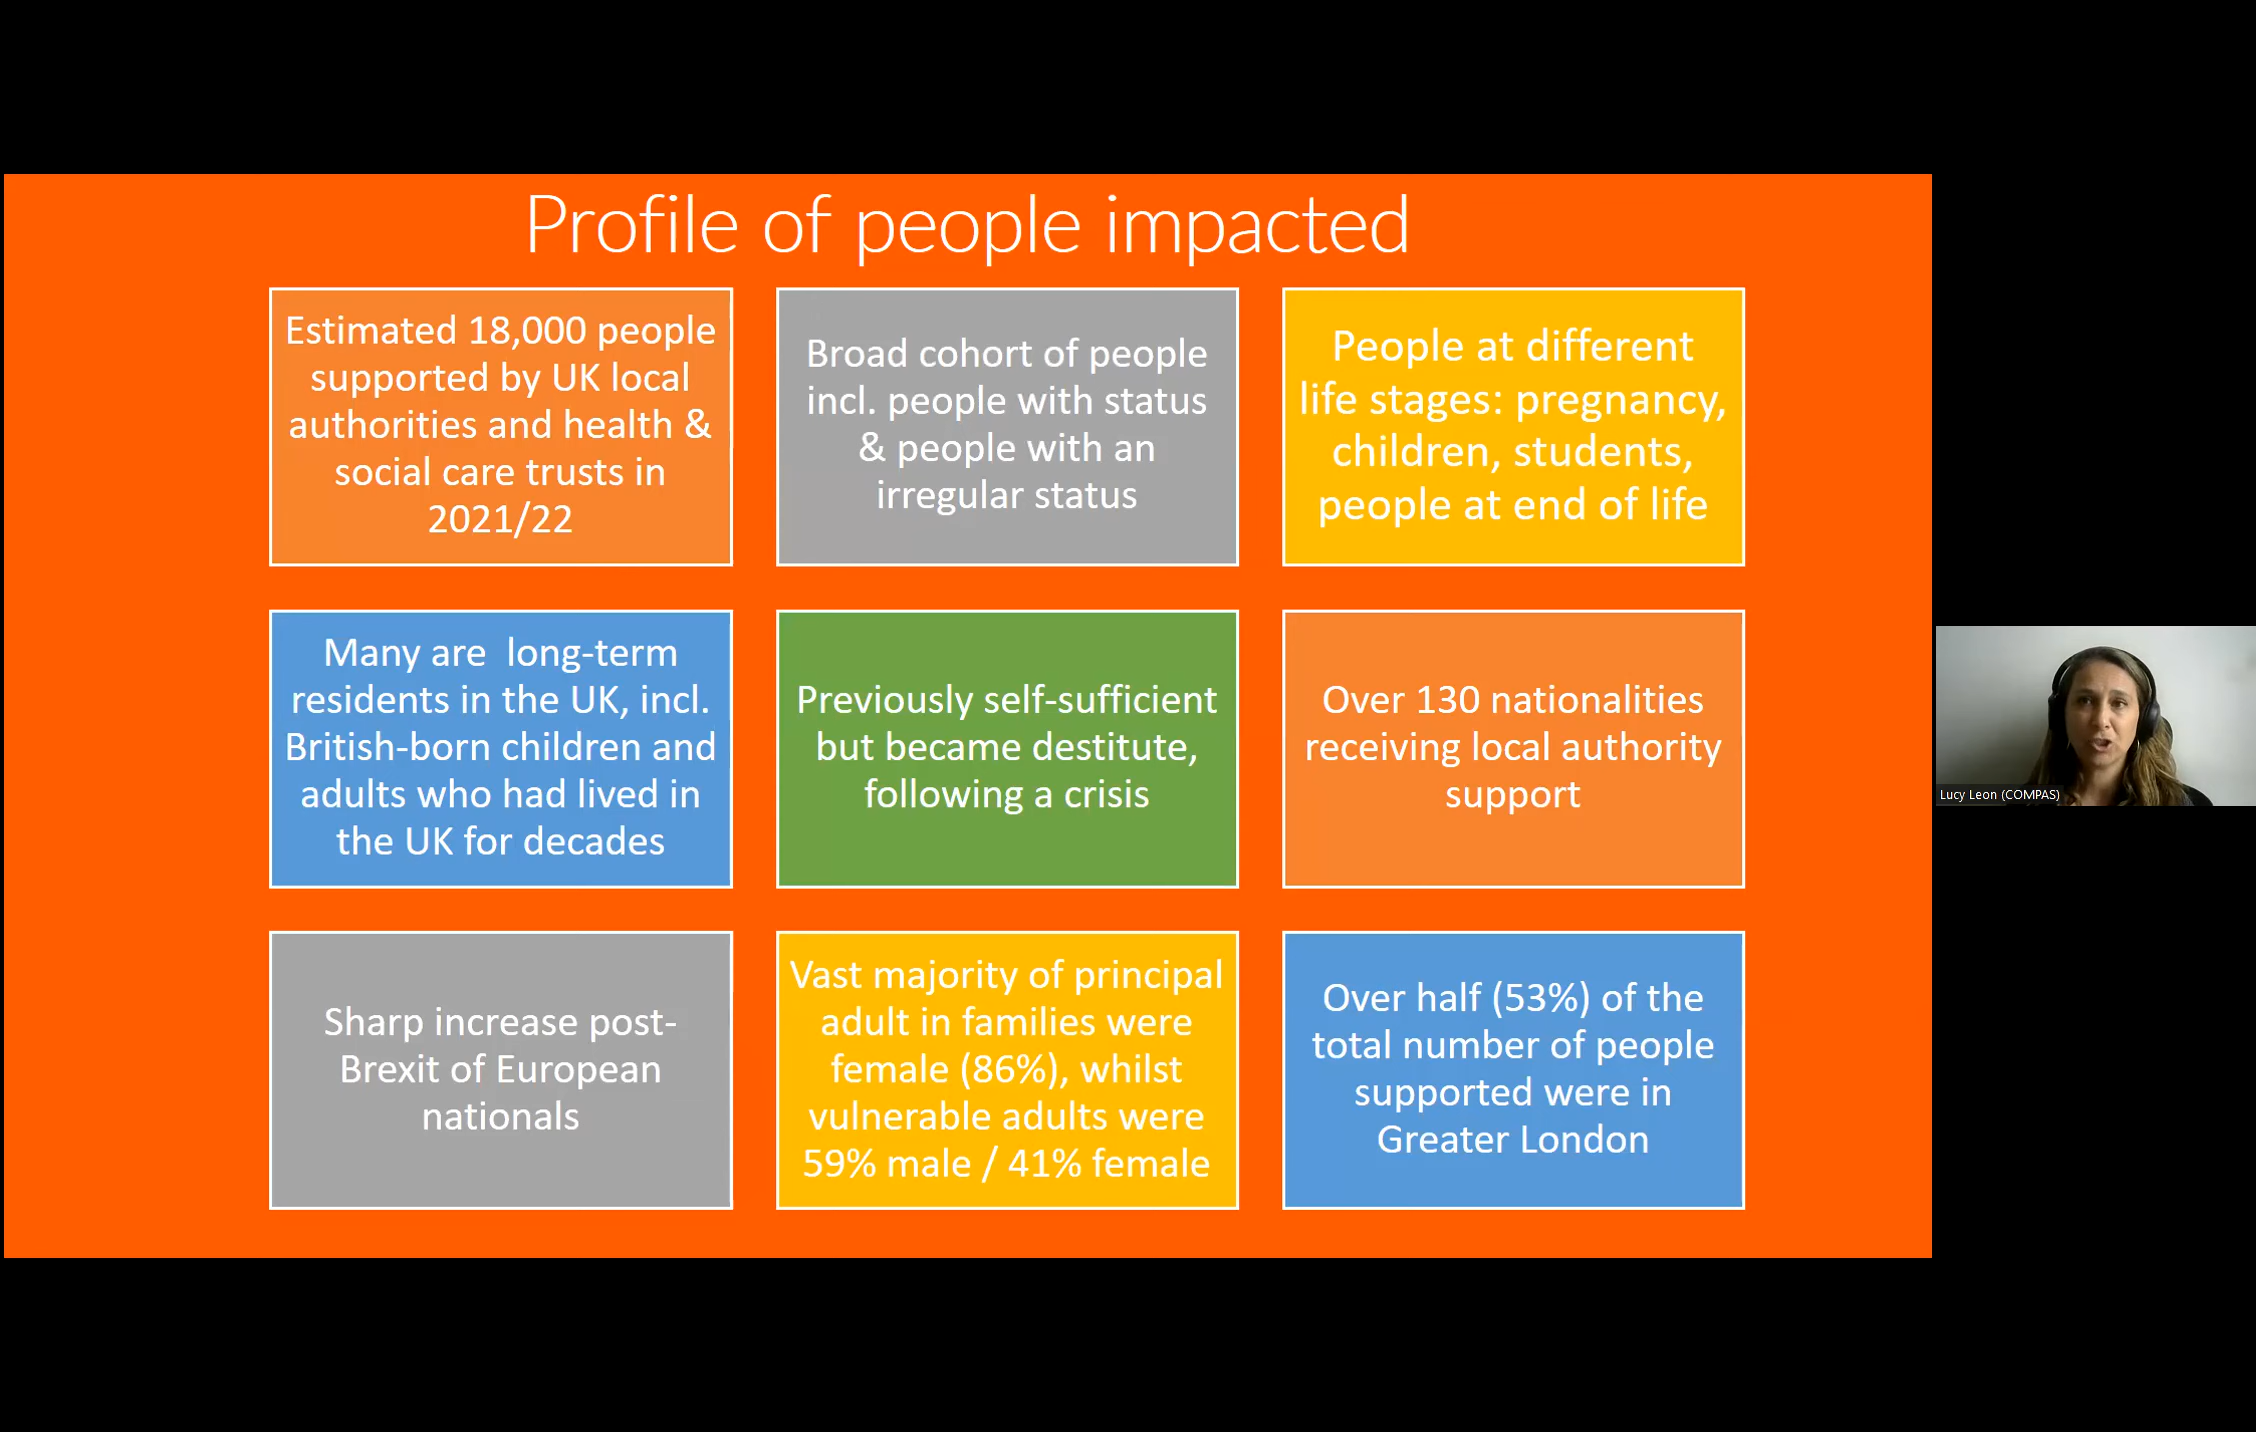 Profile of people impacted
Estimated 18,000 people
supported by UK local
authorities and health &
social care trusts in
2021/22
Broad cohort of people
incl. people with status
& people with an
irregular status
People at different
life stages: pregnancy,
children, students,
people at end of life
Many are  long-term
residents in the UK, incl.
British-born children and
adults who had lived in
the UK for decades
Previously self-sufficient
but became destitute,
following a crisis
Over 130 nationalities
receiving local authority
support
Sharp increase post-
Brexit of European
nationals
Vast majority of principal
adult in families were
female (86%), whilst
vulnerable adults were
59% male / 41% female
Over half (53%) of the
total number of people
supported were in
Greater London
Lucy Leon (COMPAS)